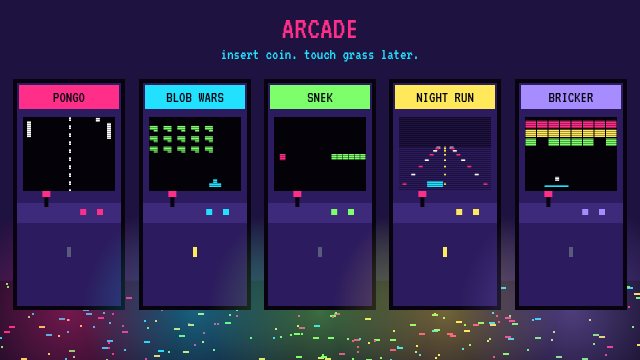 ARCADE
insert coin. touch grass later.
PONGO
BLOB WARS
SNEK
NIGHT RUN
BRICKER